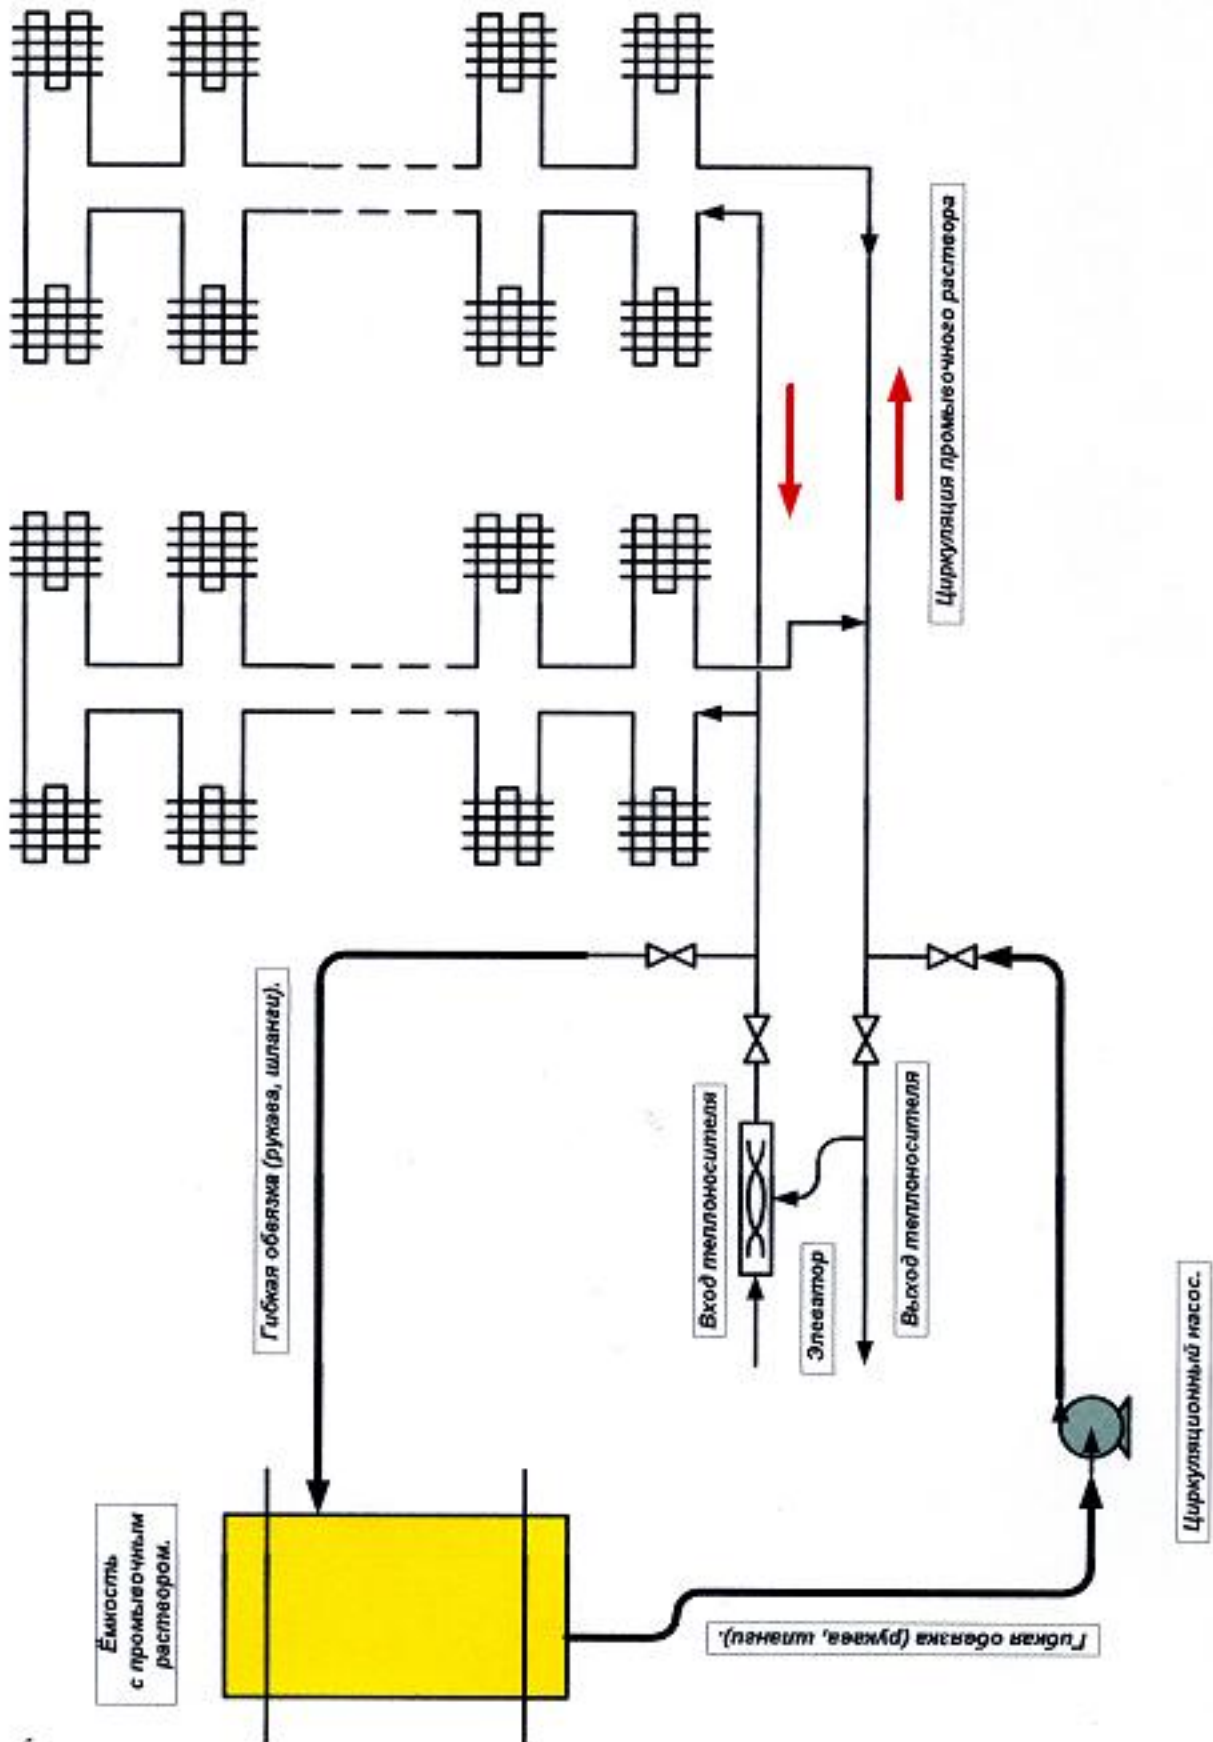 Ёмкость
с промывочным
раствором.
Гибкая обвязка (рукава, шланги).
Вход теплоносителя
Элеватор
Выход теплоносителя
Циркуляция промывочного раствора
Гибкая обвязка (рукава, шланги).
Циркуляционный насос.